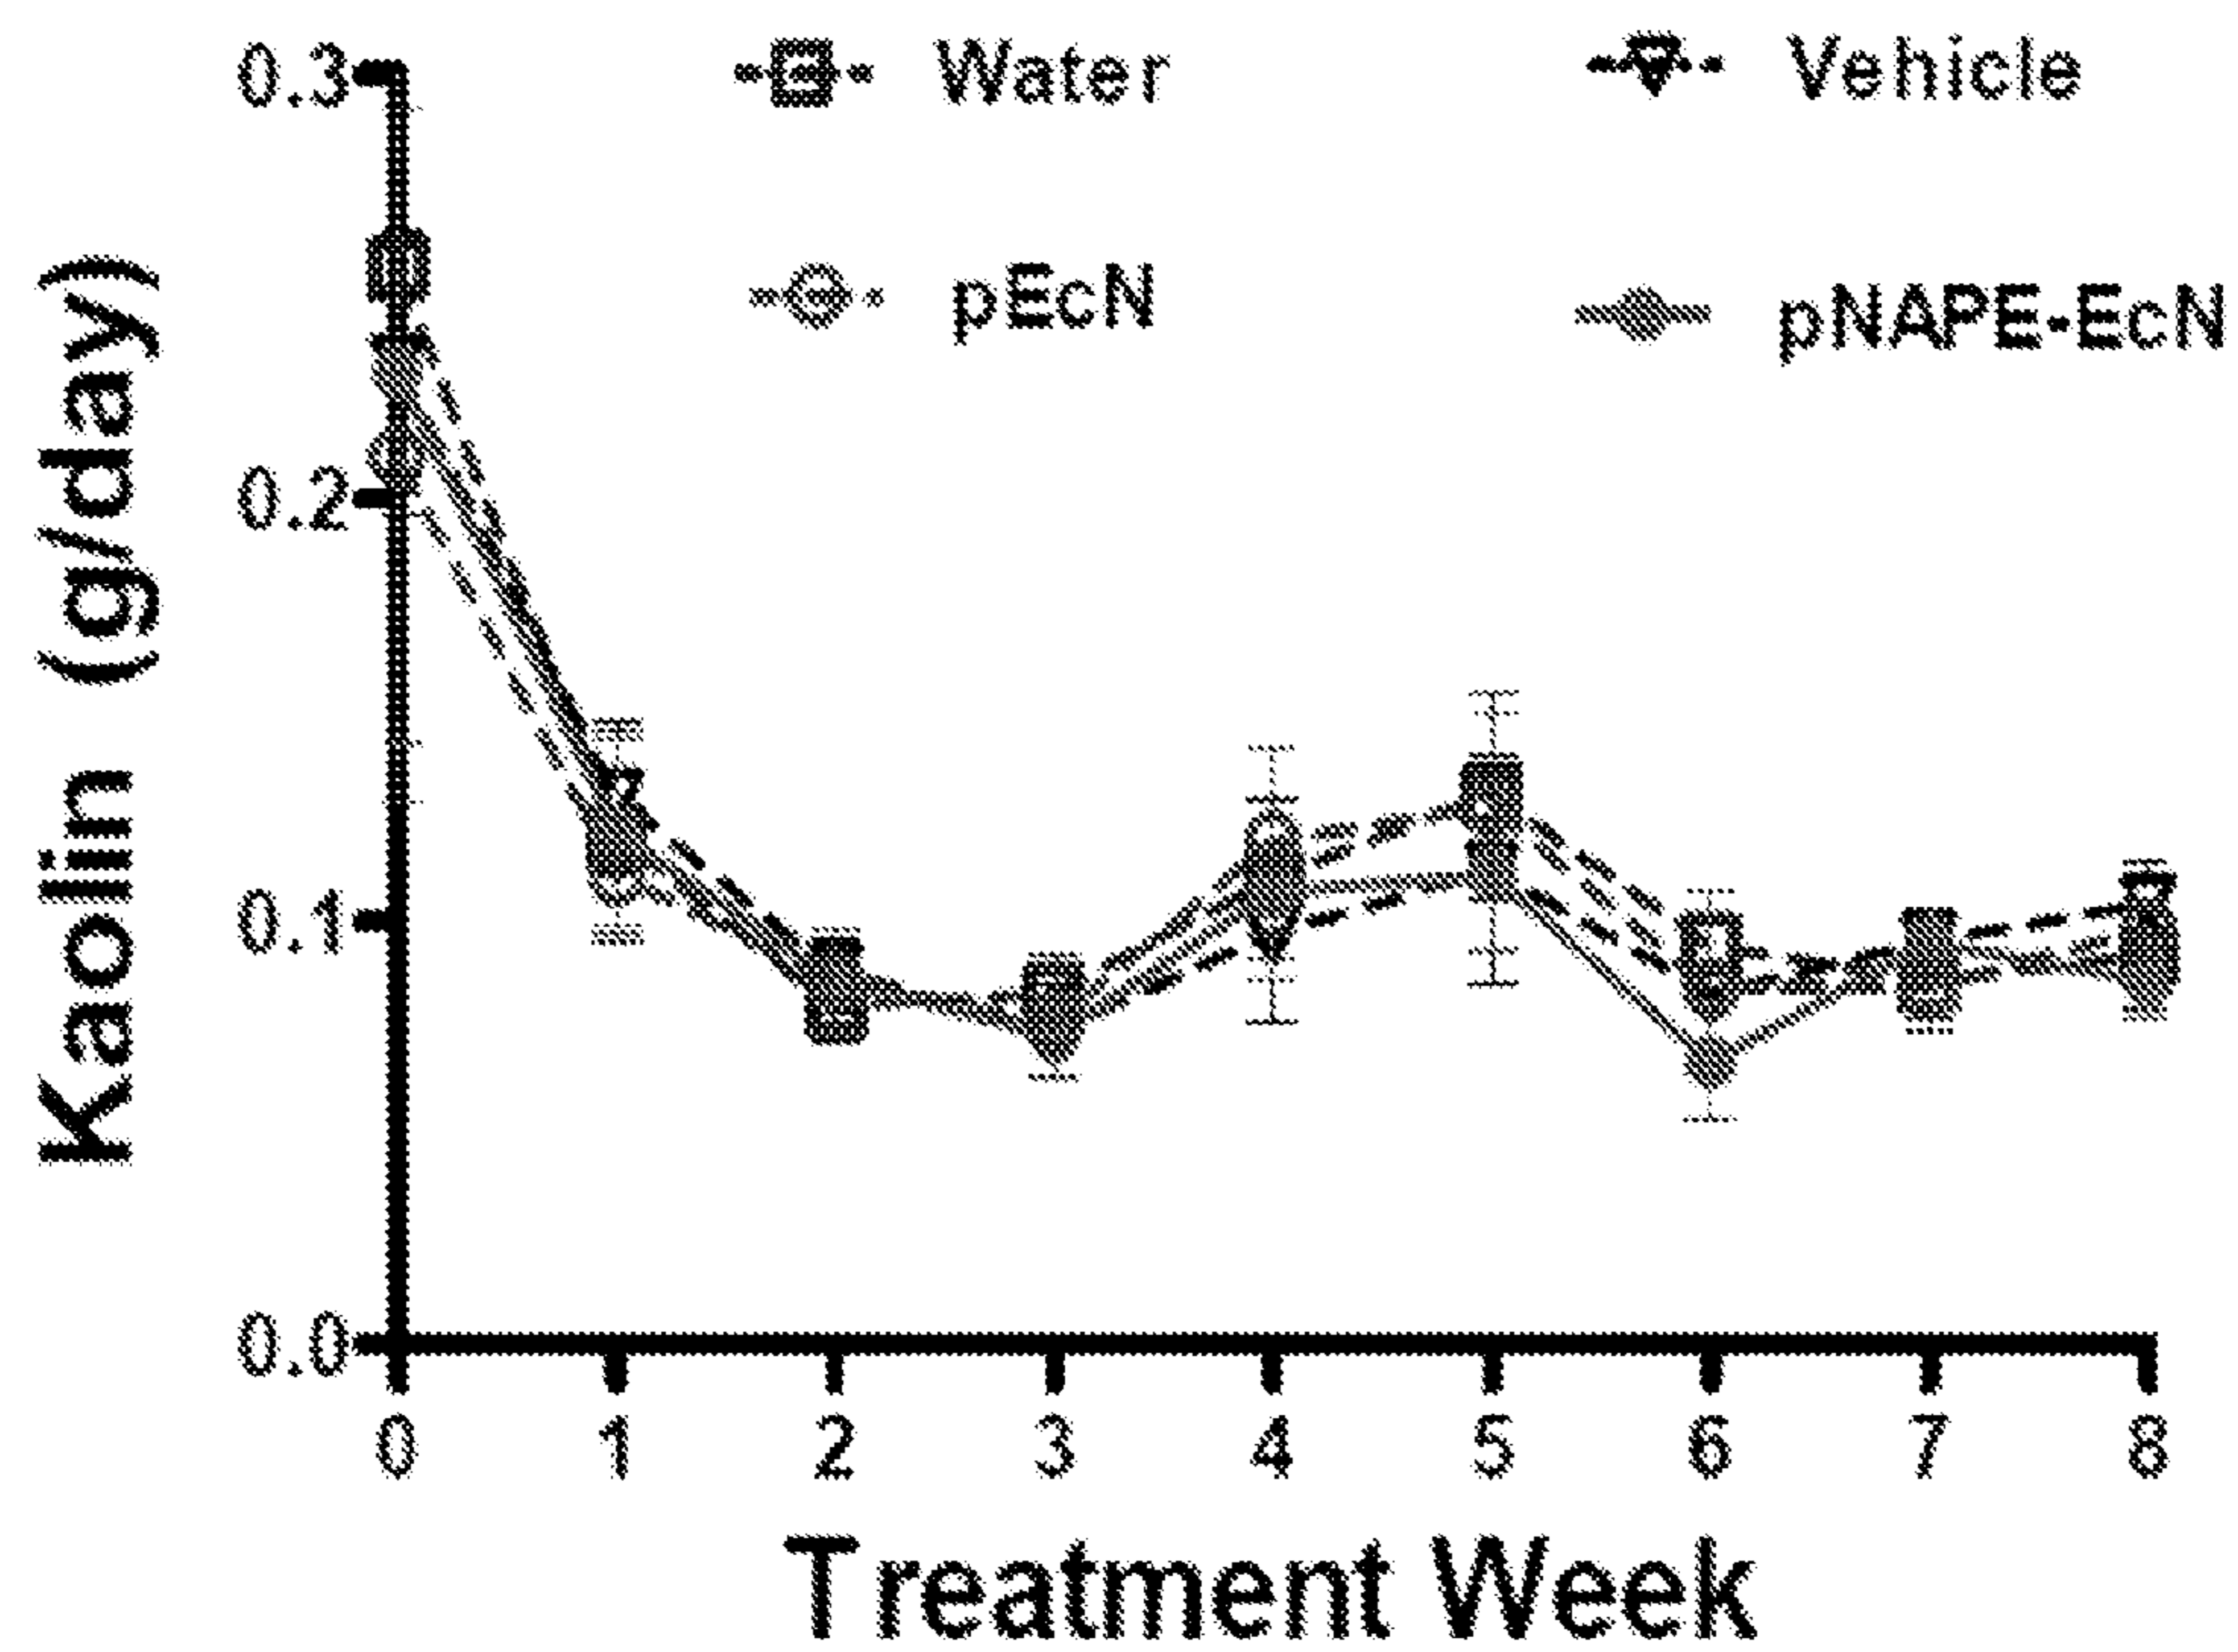 Water
Vehicle
pEcN
pNAPE-EcN
Kaolin (g/day)
0.3
0.2
0.1
0.0
0 1 2 3 4 5 6 7 8
Treatment Week